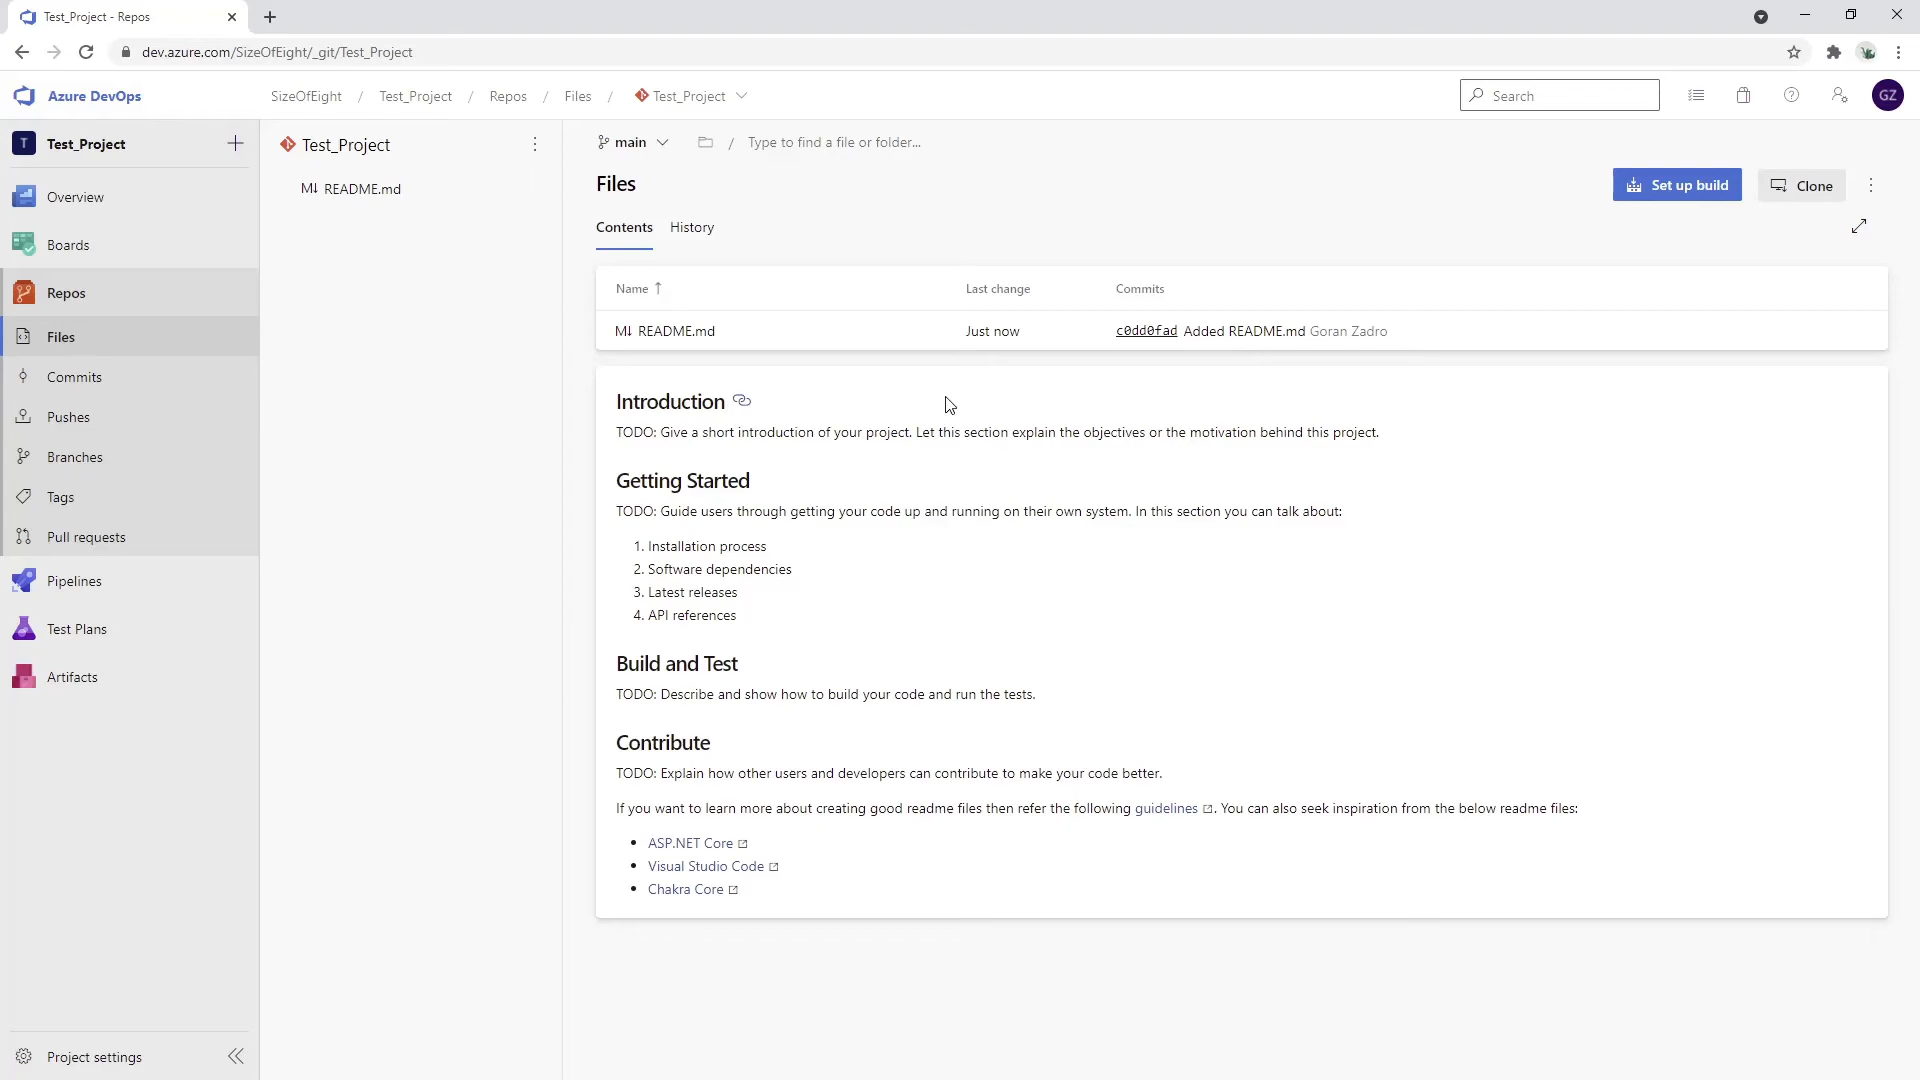 Test_Project - Repos
dev.azure.com/SizeOfEight/_git/Test_Project
Azure DevOps
SizeOfEight / Test_Project / Repos / Files / Test_Project
Search
GZ
T Test_Project
Overview
Boards
Repos
Files
Commits
Pushes
Branches
Tags
Pull requests
Pipelines
Test Plans
Artifacts
Project settings
Test_Project
README.md
main / Type to find a file or folder...
Files
Set up build
Clone
Contents History
Name Last change Commits
README.md Just now c0dd0fad Added README.md Goran Zadro
Introduction
TODO: Give a short introduction of your project. Let this section explain the objectives or the motivation behind this project.
Getting Started
TODO: Guide users through getting your code up and running on their own system. In this section you can talk about:
1. Installation process
2. Software dependencies
3. Latest releases
4. API references
Build and Test
TODO: Describe and show how to build your code and run the tests.
Contribute
TODO: Explain how other users and developers can contribute to make your code better.
If you want to learn more about creating good readme files then refer the following guidelines. You can also seek inspiration from the below readme files:
• ASP.NET Core
• Visual Studio Code
• Chakra Core